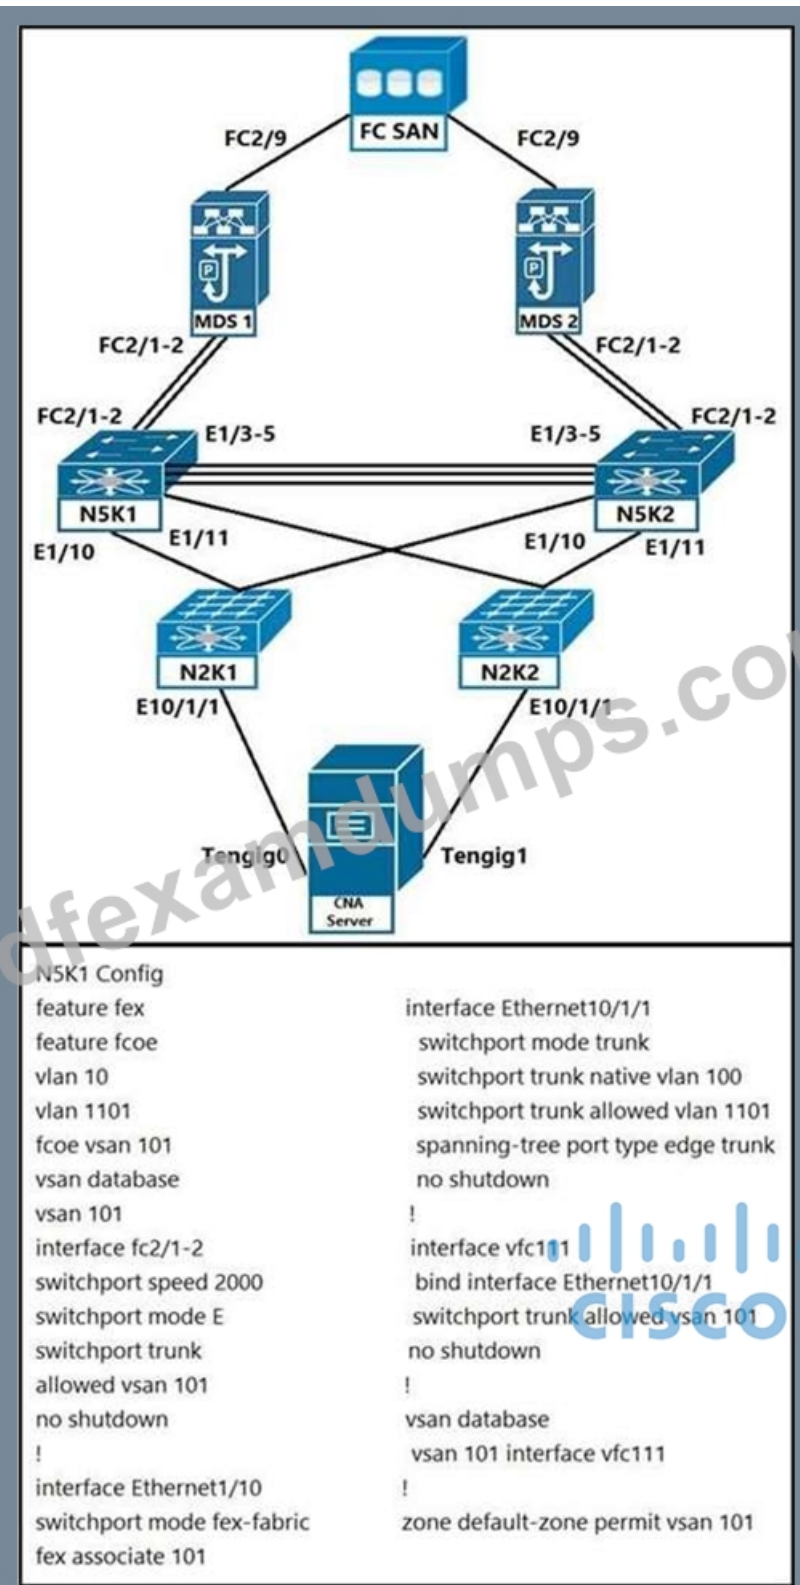 FC SAN
FC2/9
FC2/9
MDS 1
MDS 2
FC2/1-2
FC2/1-2
FC2/1-2
FC2/1-2
E1/3-5
E1/3-5
N5K1
N5K2
E1/10
E1/11
E1/10
E1/11
N2K1
N2K2
E10/1/1
E10/1/1
Tengig0
Tengig1
CNA
Server
dfexamdumps.co
N5K1 Config
feature fex
feature fcoe
vlan 10
vlan 1101
fcoe vsan 101
vsan database
vsan 101
interface fc2/1-2
switchport speed 2000
switchport mode E
switchport trunk
allowed vsan 101
no shutdown
!
interface Ethernet1/10
switchport mode fex-fabric
fex associate 101
interface Ethernet10/1/1
switchport mode trunk
switchport trunk native vlan 100
switchport trunk allowed vlan 1101
spanning-tree port type edge trunk
no shutdown
!
interface vfc111
bind interface Ethernet10/1/1
switchport trunk allowed vsan 101
no shutdown
!
vsan database
vsan 101 interface vfc111
!
zone default-zone permit vsan 101
CISCO